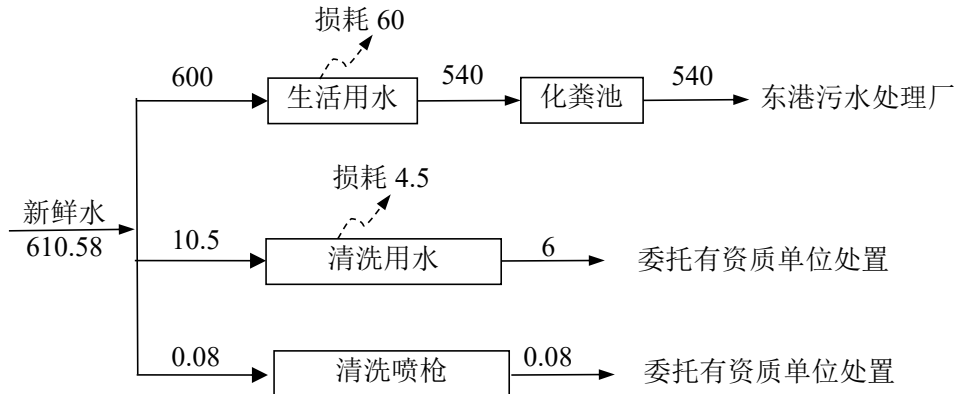 损耗 60
600
生活用水
540
化粪池
540
东港污水处理厂
新鲜水
610.58
损耗 4.5
10.5
清洗用水
6
委托有资质单位处置
0.08
清洗喷枪
0.08
委托有资质单位处置